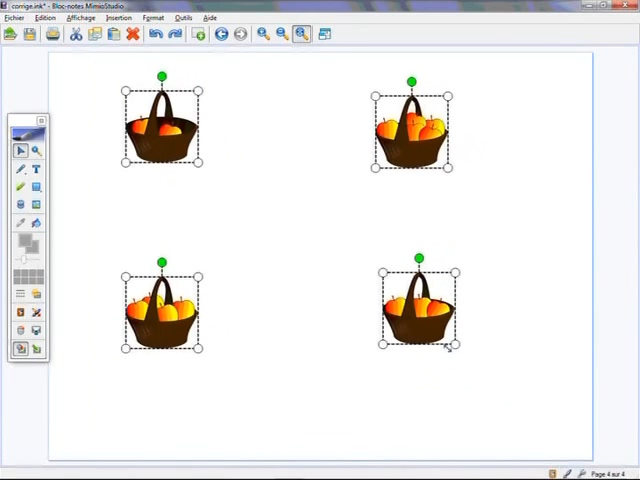 corrige.ink* - Bloc-notes MimioStudio
Fichier Edition Affichage Insertion Format Outils Aide
Page 4 sur 4